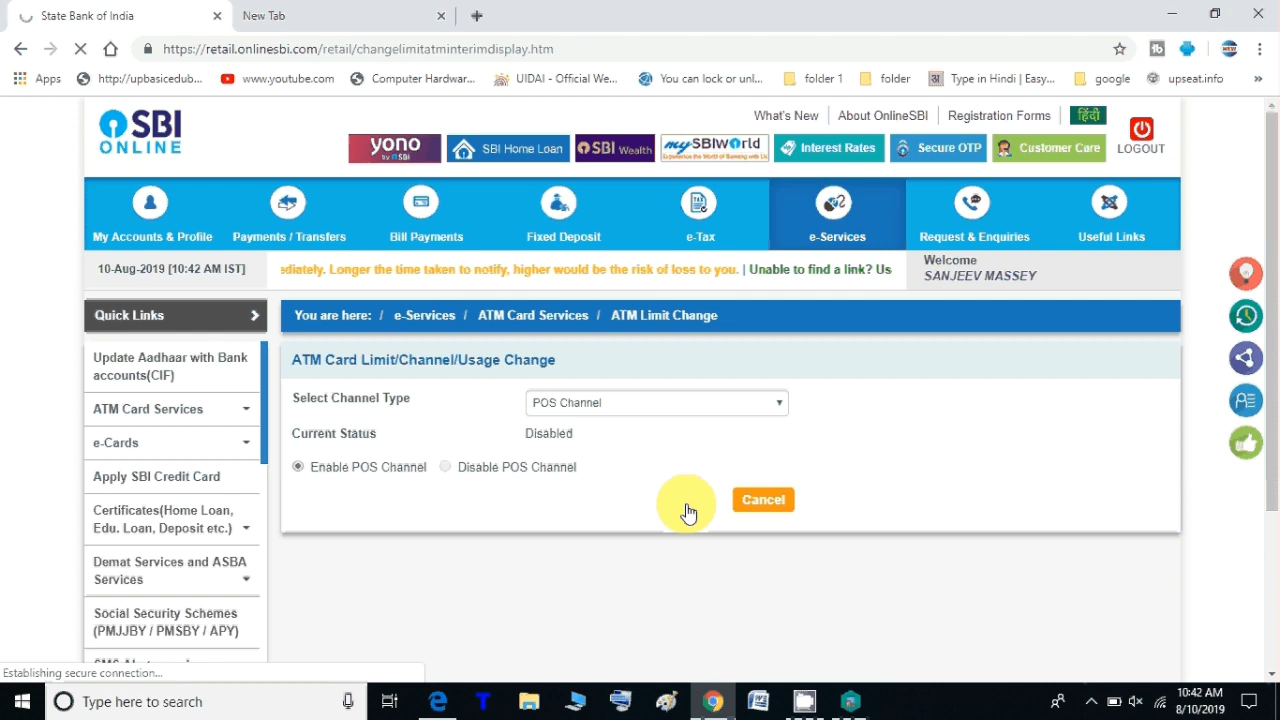 State Bank of India
New Tab
https://retail.onlinesbi.com/retail/changelimitatminterimdisplay.htm
Apps
http://upbasicedub...
www.youtube.com
Computer Hardwar...
UIDAI - Official We...
You can lock or unl...
folder 1
folder
अ Type in Hindi | Easy...
google
upseat.info
»
SBI
ONLINE
What's New
About OnlineSBI
Registration Forms
हिंदी
LOGOUT
yono
by SBI
SBI Home Loan
SBI Wealth
my SBIWorld
Experience the World of Banking with Us
Interest Rates
Secure OTP
Customer Care
My Accounts & Profile
Payments / Transfers
Bill Payments
Fixed Deposit
TAX
e-Tax
e-Services
Request & Enquiries
Useful Links
10-Aug-2019 [10:42 AM IST]
ediately. Longer the time taken to notify, higher would be the risk of loss to you. | Unable to find a link? Us
Welcome
SANJEEV MASSEY
Quick Links
You are here: / e-Services / ATM Card Services / ATM Limit Change
Update Aadhaar with Bank
accounts(CIF)
ATM Card Services
e-Cards
Apply SBI Credit Card
Certificates(Home Loan,
Edu. Loan, Deposit etc.)
Demat Services and ASBA
Services
Social Security Schemes
(PMJJBY / PMSBY / APY)
ATM Card Limit/Channel/Usage Change
Select Channel Type
POS Channel
Current Status
Disabled
Enable POS Channel
Disable POS Channel
Cancel
Establishing secure connection...
Type here to search
10:42 AM
8/10/2019